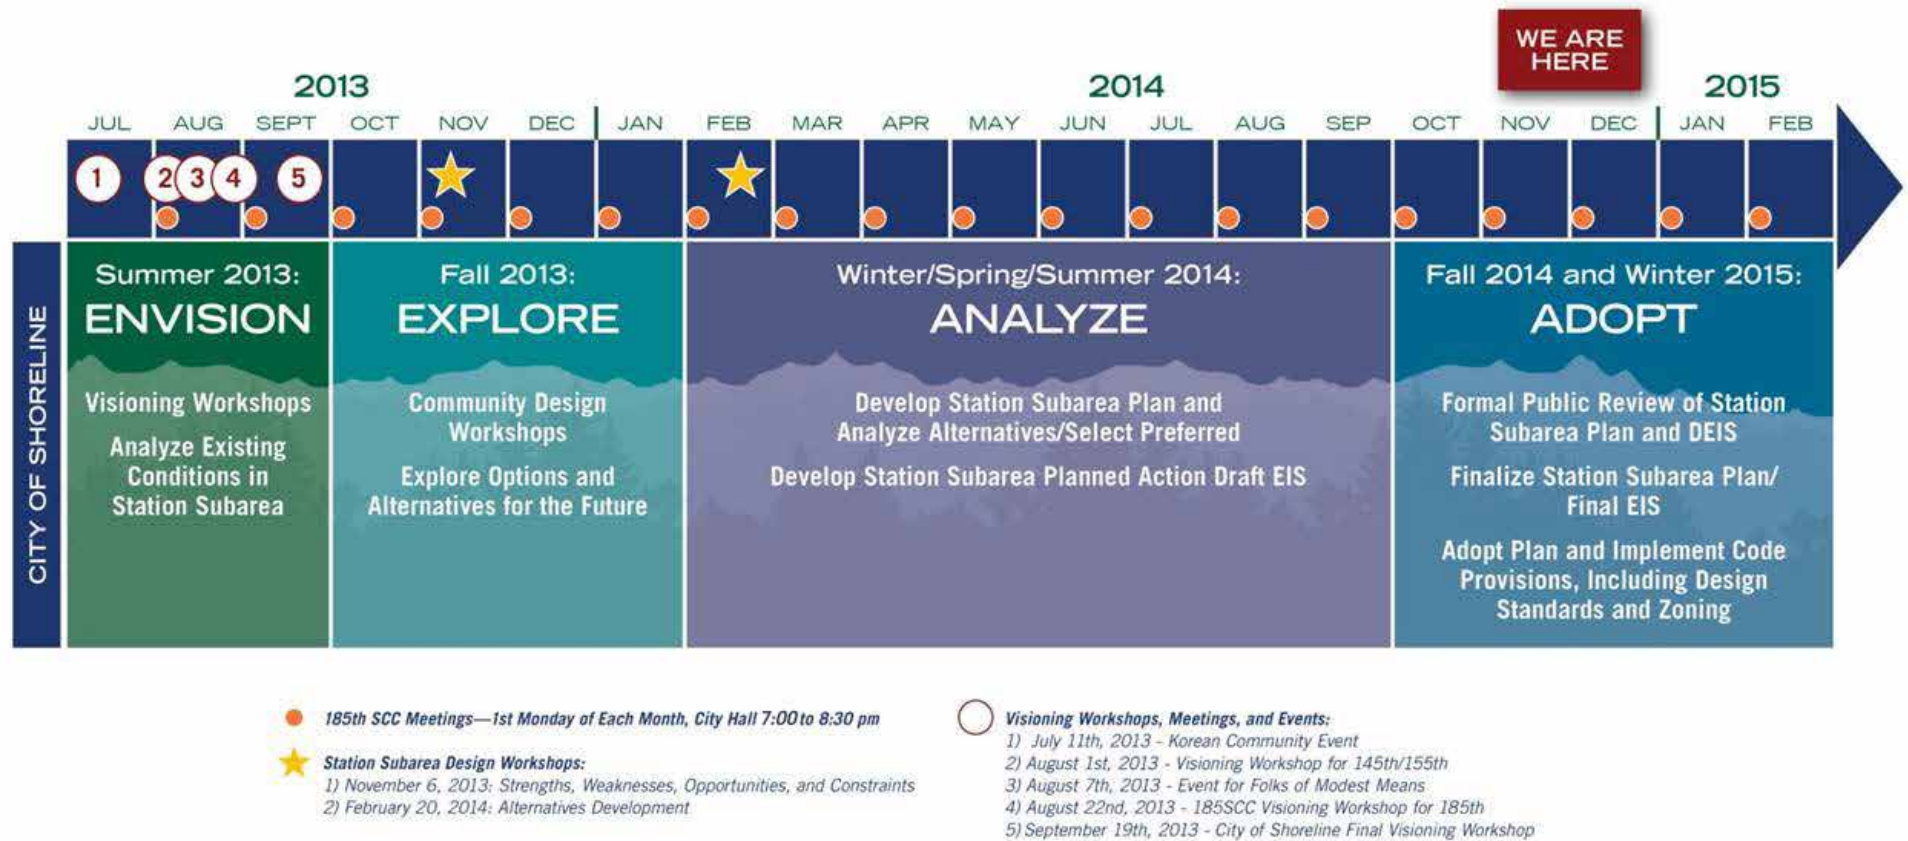 WE ARE
HERE
2013
2014
2015
JUL AUG SEPT OCT NOV DEC JAN FEB MAR APR MAY JUN JUL AUG SEP OCT NOV DEC JAN FEB
1 2 3 4 5
CITY OF SHORELINE
Summer 2013:
ENVISION
Visioning Workshops
Analyze Existing
Conditions in
Station Subarea
Fall 2013:
EXPLORE
Community Design
Workshops
Explore Options and
Alternatives for the Future
Winter/Spring/Summer 2014:
ANALYZE
Develop Station Subarea Plan and
Analyze Alternatives/Select Preferred
Develop Station Subarea Planned Action Draft EIS
Fall 2014 and Winter 2015:
ADOPT
Formal Public Review of Station
Subarea Plan and DEIS
Finalize Station Subarea Plan/
Final EIS
Adopt Plan and Implement Code
Provisions, Including Design
Standards and Zoning
185th SCC Meetings—1st Monday of Each Month, City Hall 7:00 to 8:30 pm
Station Subarea Design Workshops:
1) November 6, 2013: Strengths, Weaknesses, Opportunities, and Constraints
2) February 20, 2014: Alternatives Development
Visioning Workshops, Meetings, and Events:
1) July 11th, 2013 - Korean Community Event
2) August 1st, 2013 - Visioning Workshop for 145th/155th
3) August 7th, 2013 - Event for Folks of Modest Means
4) August 22nd, 2013 - 185SCC Visioning Workshop for 185th
5) September 19th, 2013 - City of Shoreline Final Visioning Workshop